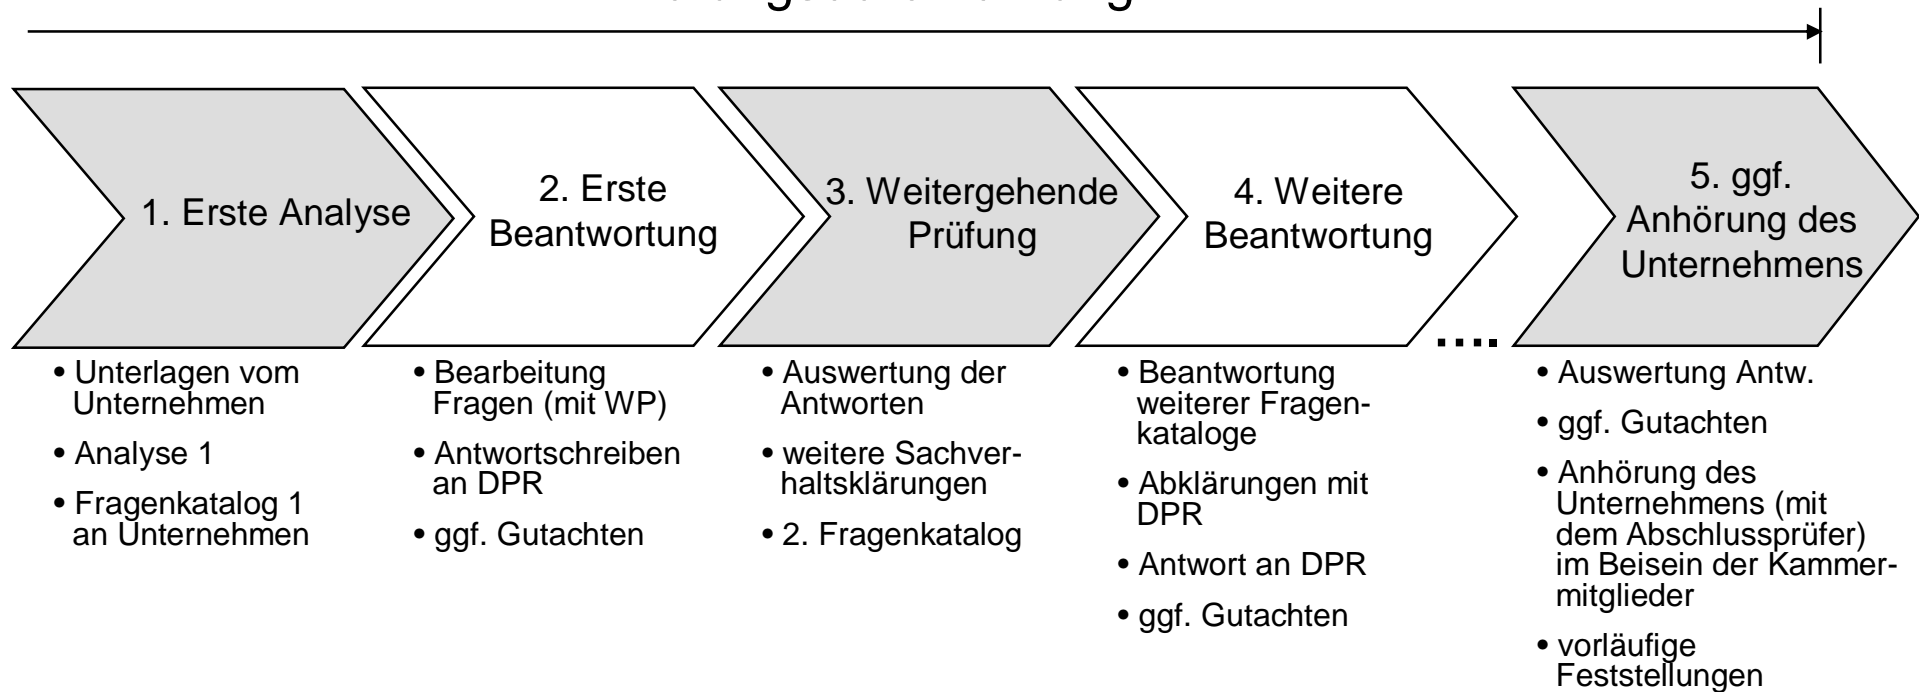 1. Erste Analyse
2. Erste
Beantwortung
3. Weitergehende
Prüfung
4. Weitere
Beantwortung
....
5. ggf.
Anhörung des
Unternehmens
• Unterlagen vom
Unternehmen
• Analyse 1
• Fragenkatalog 1
an Unternehmen
• Bearbeitung
Fragen (mit WP)
• Antwortschreiben
an DPR
• ggf. Gutachten
• Auswertung der
Antworten
• weitere Sachver-
haltsklärungen
• 2. Fragenkatalog
• Beantwortung
weiterer Fragen-
kataloge
• Abklärungen mit
DPR
• Antwort an DPR
• ggf. Gutachten
• Auswertung Antw.
• ggf. Gutachten
• Anhörung des
Unternehmens (mit
dem Abschlussprüfer)
im Beisein der Kammer-
mitglieder
• vorläufige
Feststellungen